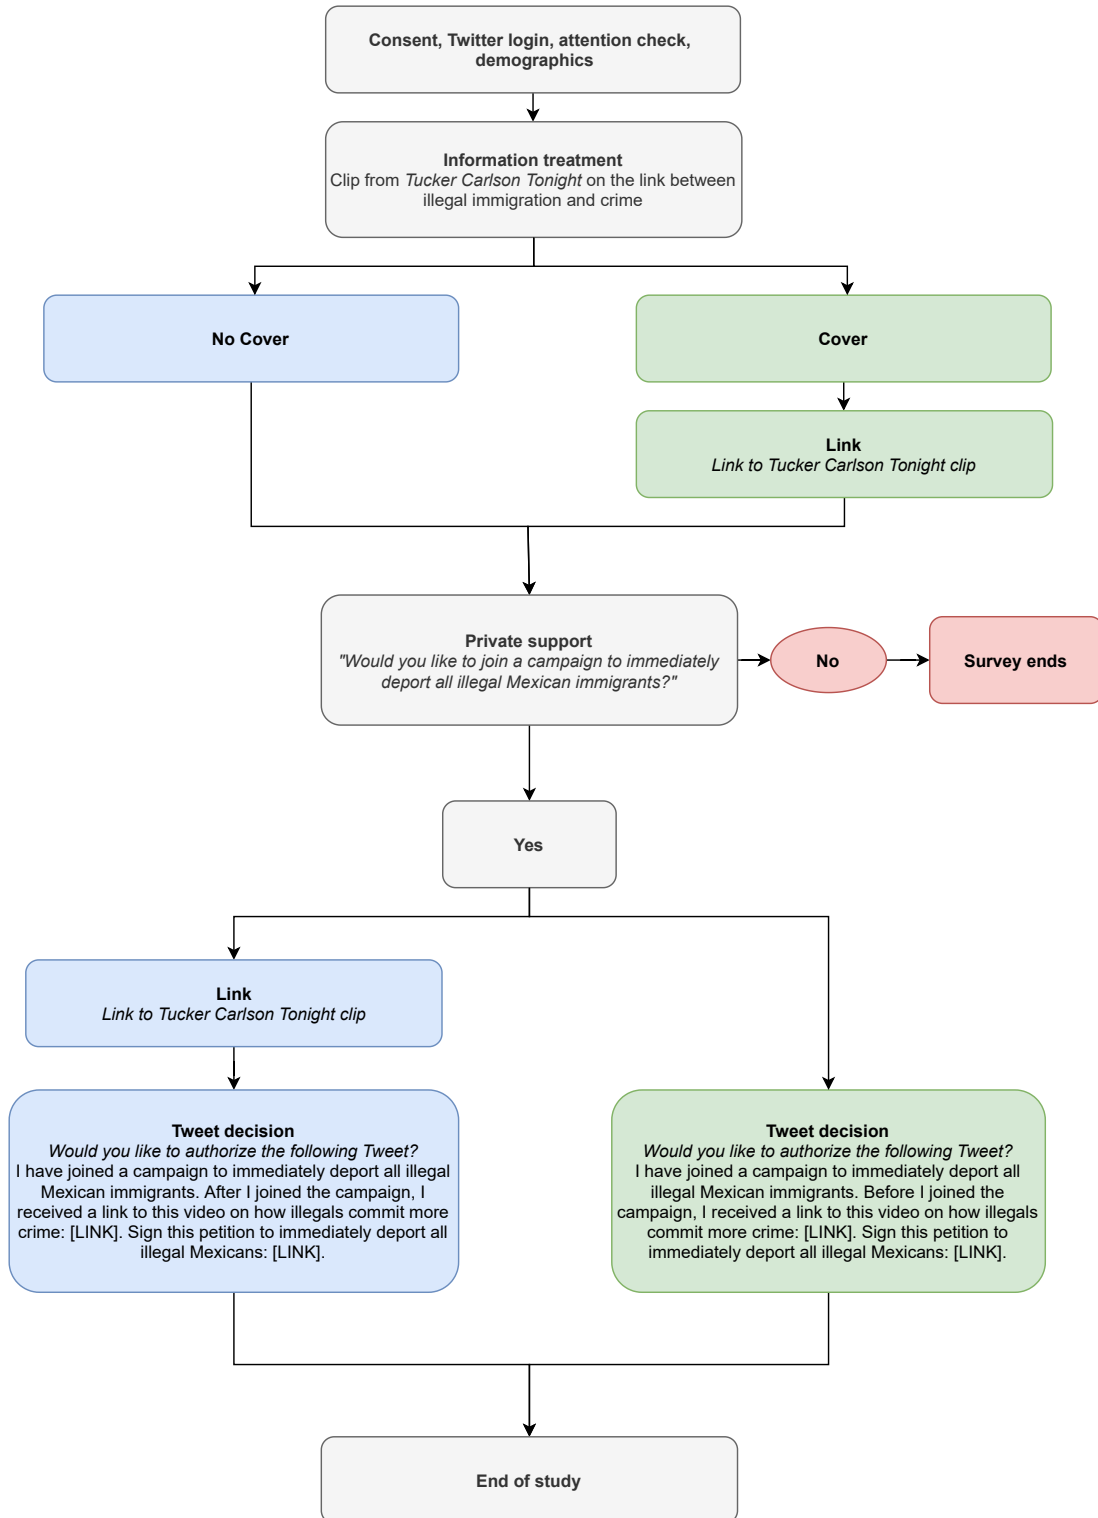 Consent, Twitter login, attention check,
demographics
Information treatment
Clip from Tucker Carlson Tonight on the link between
illegal immigration and crime
No Cover
Cover
Link
Link to Tucker Carlson Tonight clip
Private support
"Would you like to join a campaign to immediately
deport all illegal Mexican immigrants?"
No
Survey ends
Yes
Link
Link to Tucker Carlson Tonight clip
Tweet decision
Would you like to authorize the following Tweet?
I have joined a campaign to immediately deport all illegal
Mexican immigrants. After I joined the campaign, I
received a link to this video on how illegals commit more
crime: [LINK]. Sign this petition to immediately deport all
illegal Mexicans: [LINK].
Tweet decision
Would you like to authorize the following Tweet?
I have joined a campaign to immediately deport all
illegal Mexican immigrants. Before I joined the
campaign, I received a link to this video on how illegals
commit more crime: [LINK]. Sign this petition to
immediately deport all illegal Mexicans: [LINK].
End of study